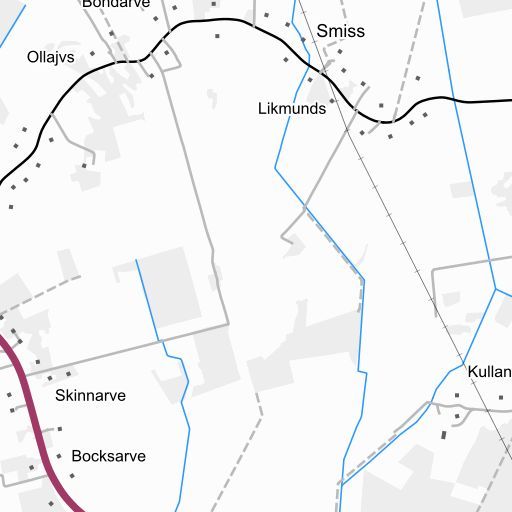 Bondarve
Smiss
Ollajvs
Likmunds
Kullan
Skinnarve
Bocksarve